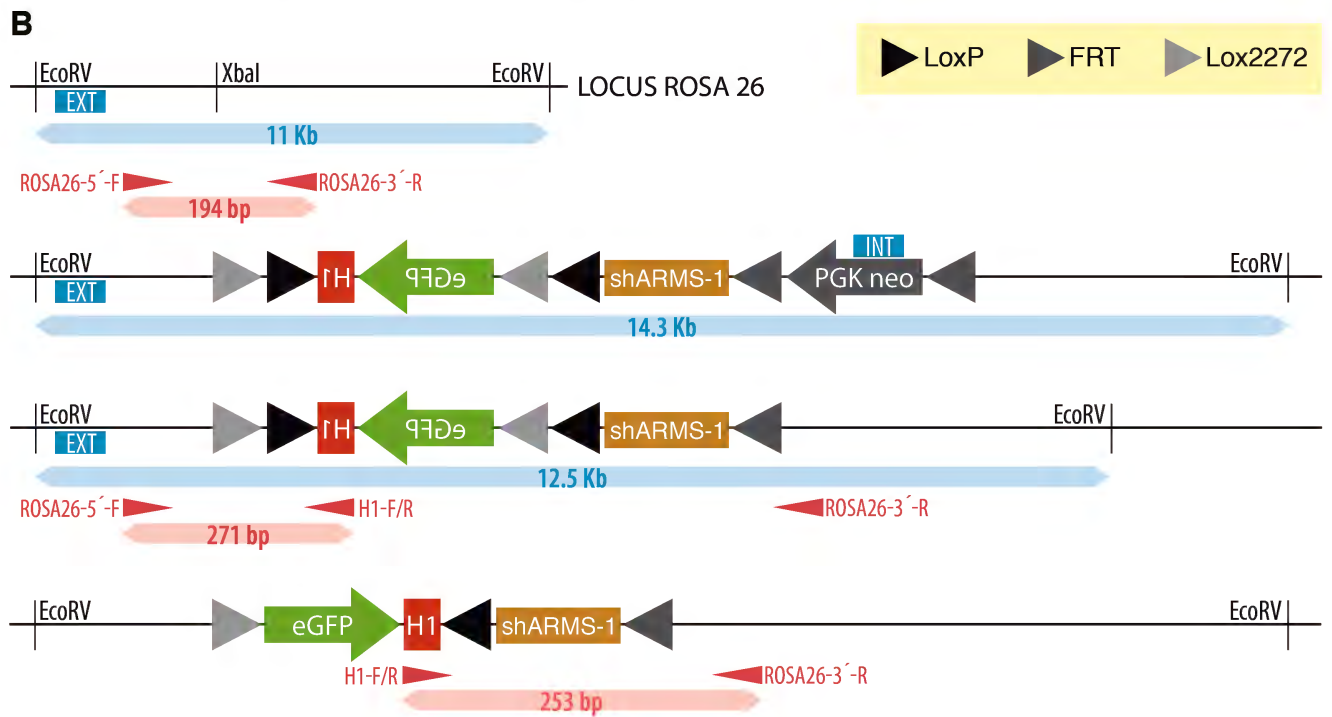 B
LoxP FRT Lox2272
EcoRV XbaI EcoRV LOCUS ROSA 26
EXT
11 Kb
ROSA26-5´-F ROSA26-3´-R
194 bp
EcoRV H1 eGFP shARMS-1 PGK neo INT EcoRV
EXT
14.3 Kb
EcoRV H1 eGFP shARMS-1 EcoRV
EXT
12.5 Kb
ROSA26-5´-F H1-F/R ROSA26-3´-R
271 bp
EcoRV eGFP H1 shARMS-1 EcoRV
H1-F/R ROSA26-3´-R
253 bp